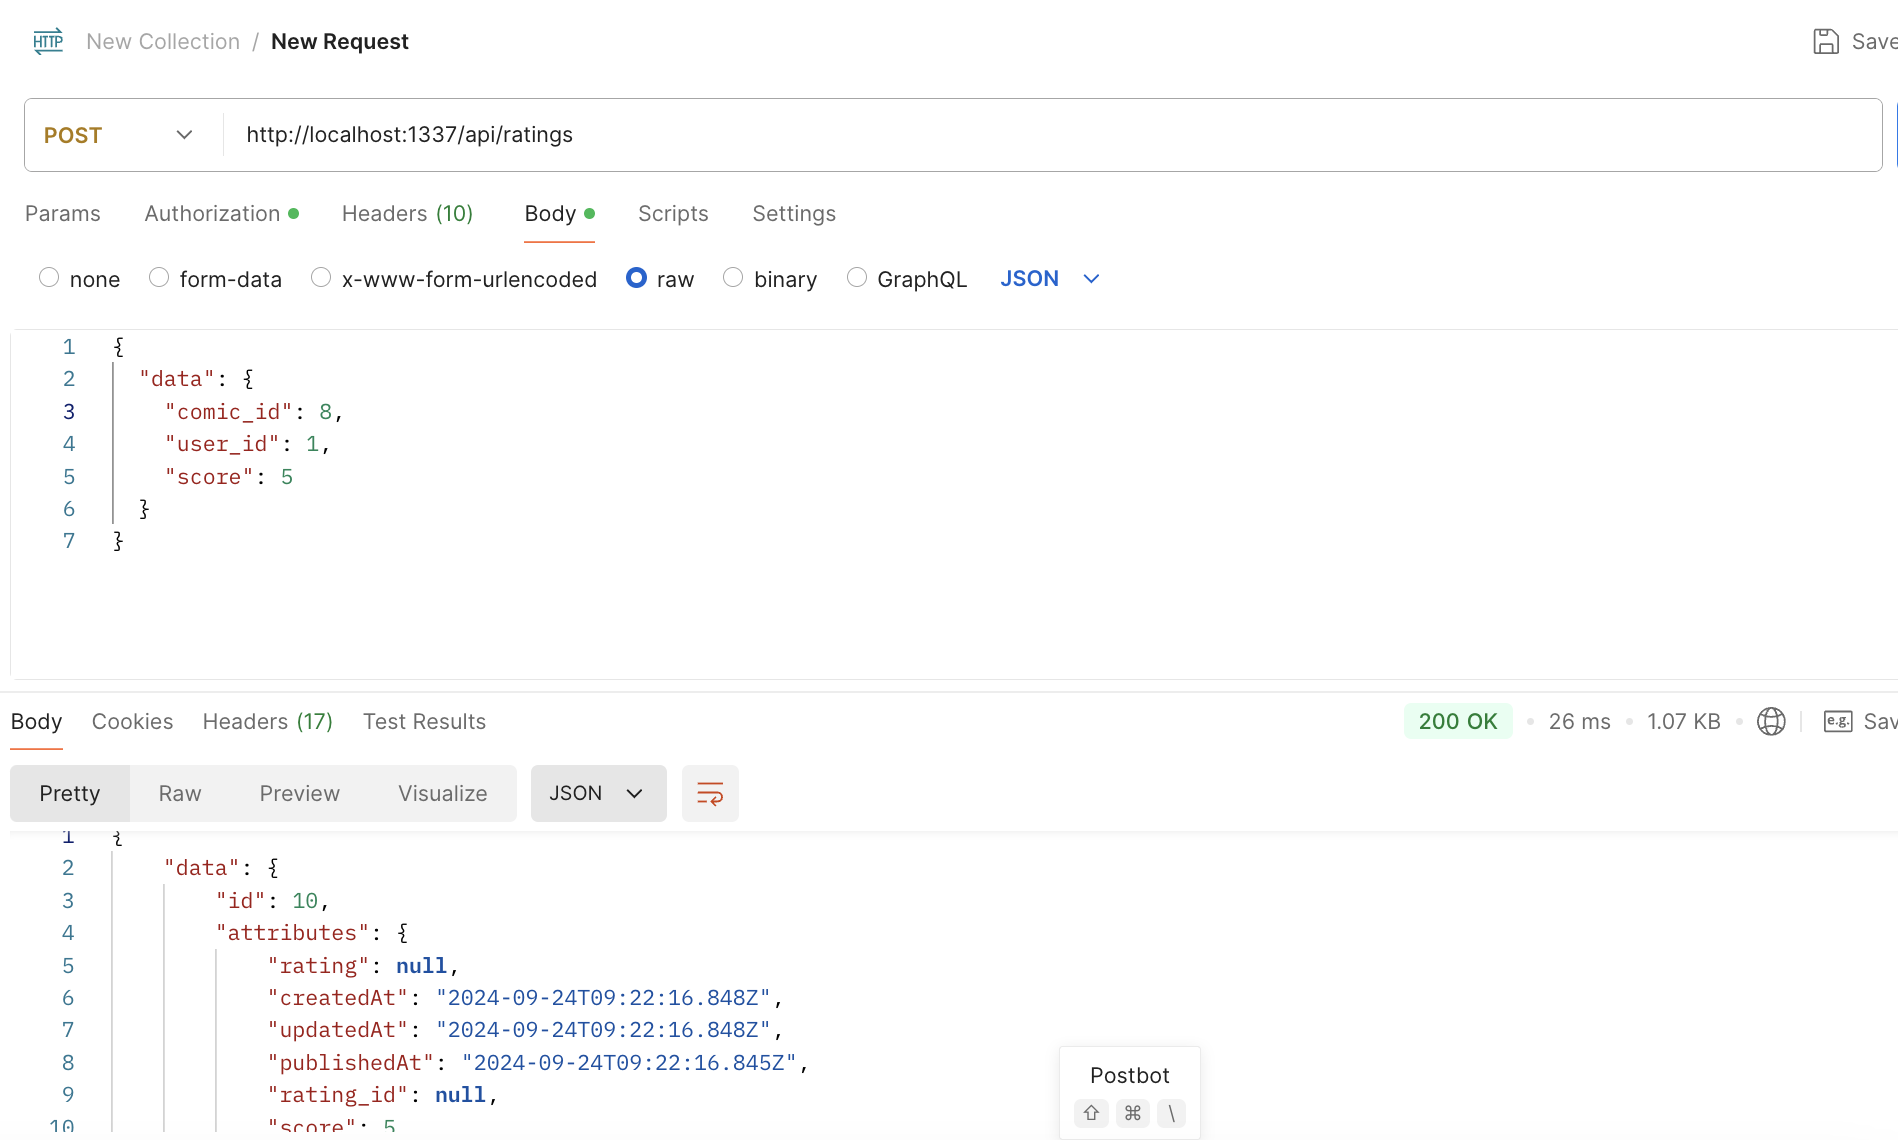 HTTP New Collection / New Request Save
POST http://localhost:1337/api/ratings
Params Authorization Headers (10) Body Scripts Settings
none form-data x-www-form-urlencoded raw binary GraphQL JSON
1 {
2 "data": {
3 "comic_id": 8,
4 "user_id": 1,
5 "score": 5
6 }
7 }
Body Cookies Headers (17) Test Results 200 OK • 26 ms • 1.07 KB • e.g. Sav
Pretty Raw Preview Visualize JSON
1 {
2 "data": {
3 "id": 10,
4 "attributes": {
5 "rating": null,
6 "createdAt": "2024-09-24T09:22:16.848Z",
7 "updatedAt": "2024-09-24T09:22:16.848Z",
8 "publishedAt": "2024-09-24T09:22:16.845Z",
9 "rating_id": null,
10 "score": 5
Postbot
⇧ ⌘ \